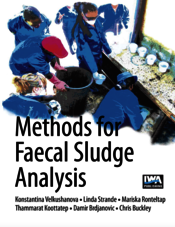 Methods for
Faecal Sludge
Analysis
IWA
Konstantina Velkushanova • Linda Strande • Mariska Ronteltap
Thammarat Koottatep • Damir Brdjanovic • Chris Buckley